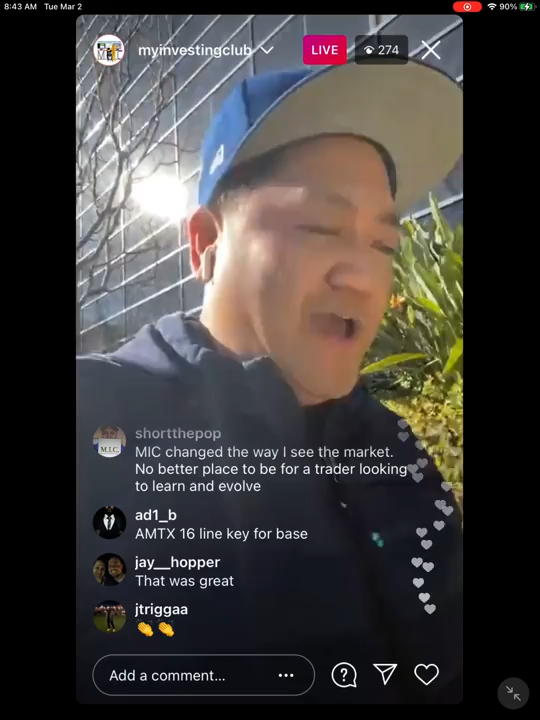 8:43 AM Tue Mar 2
90%
myinvestingclub
LIVE
274
shortthepop
MIC changed the way I see the market.
No better place to be for a trader looking
to learn and evolve
M.I.C.
ad1_b
AMTX 16 line key for base
jay__hopper
That was great
jtriggaa
👏👏
Add a comment...